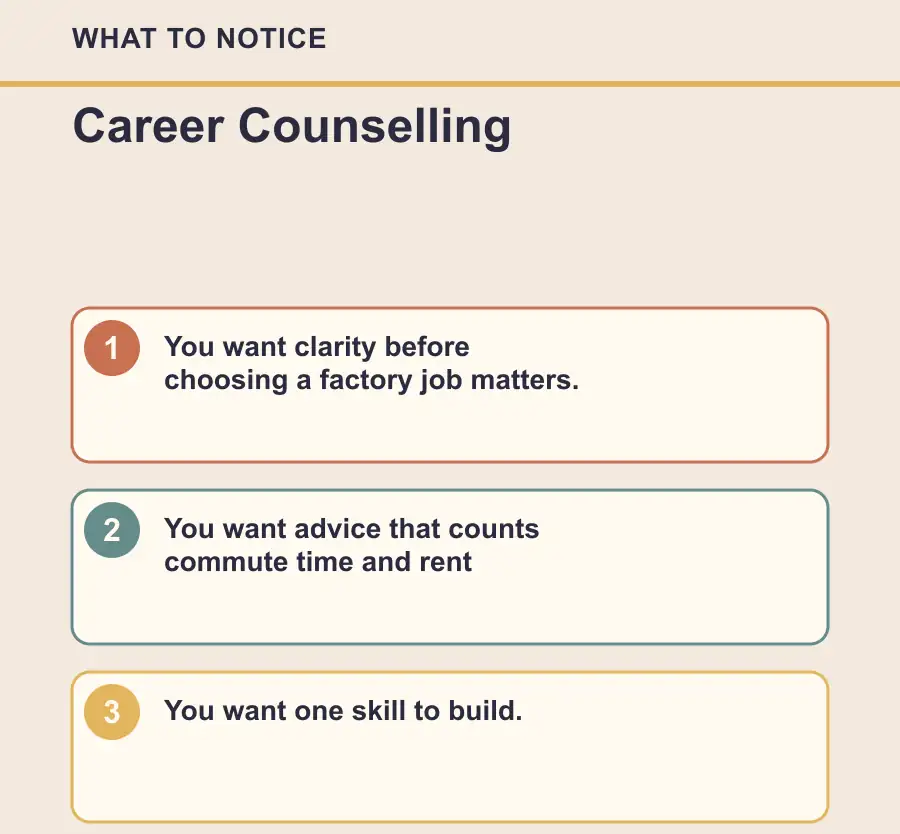 WHAT TO NOTICE
Career Counselling
1
You want clarity before
choosing a factory job matters.
2
You want advice that counts
commute time and rent
3
You want one skill to build.